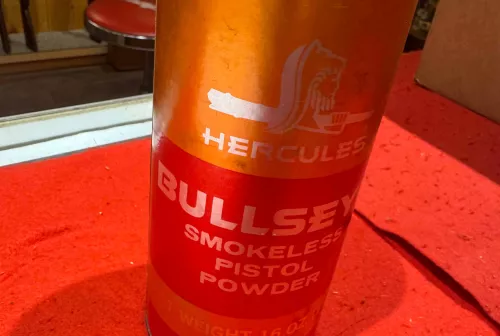 HERCULES
BULLSEY
SMOKELESS
PISTOL
POWDER
WEIGHT 16 O